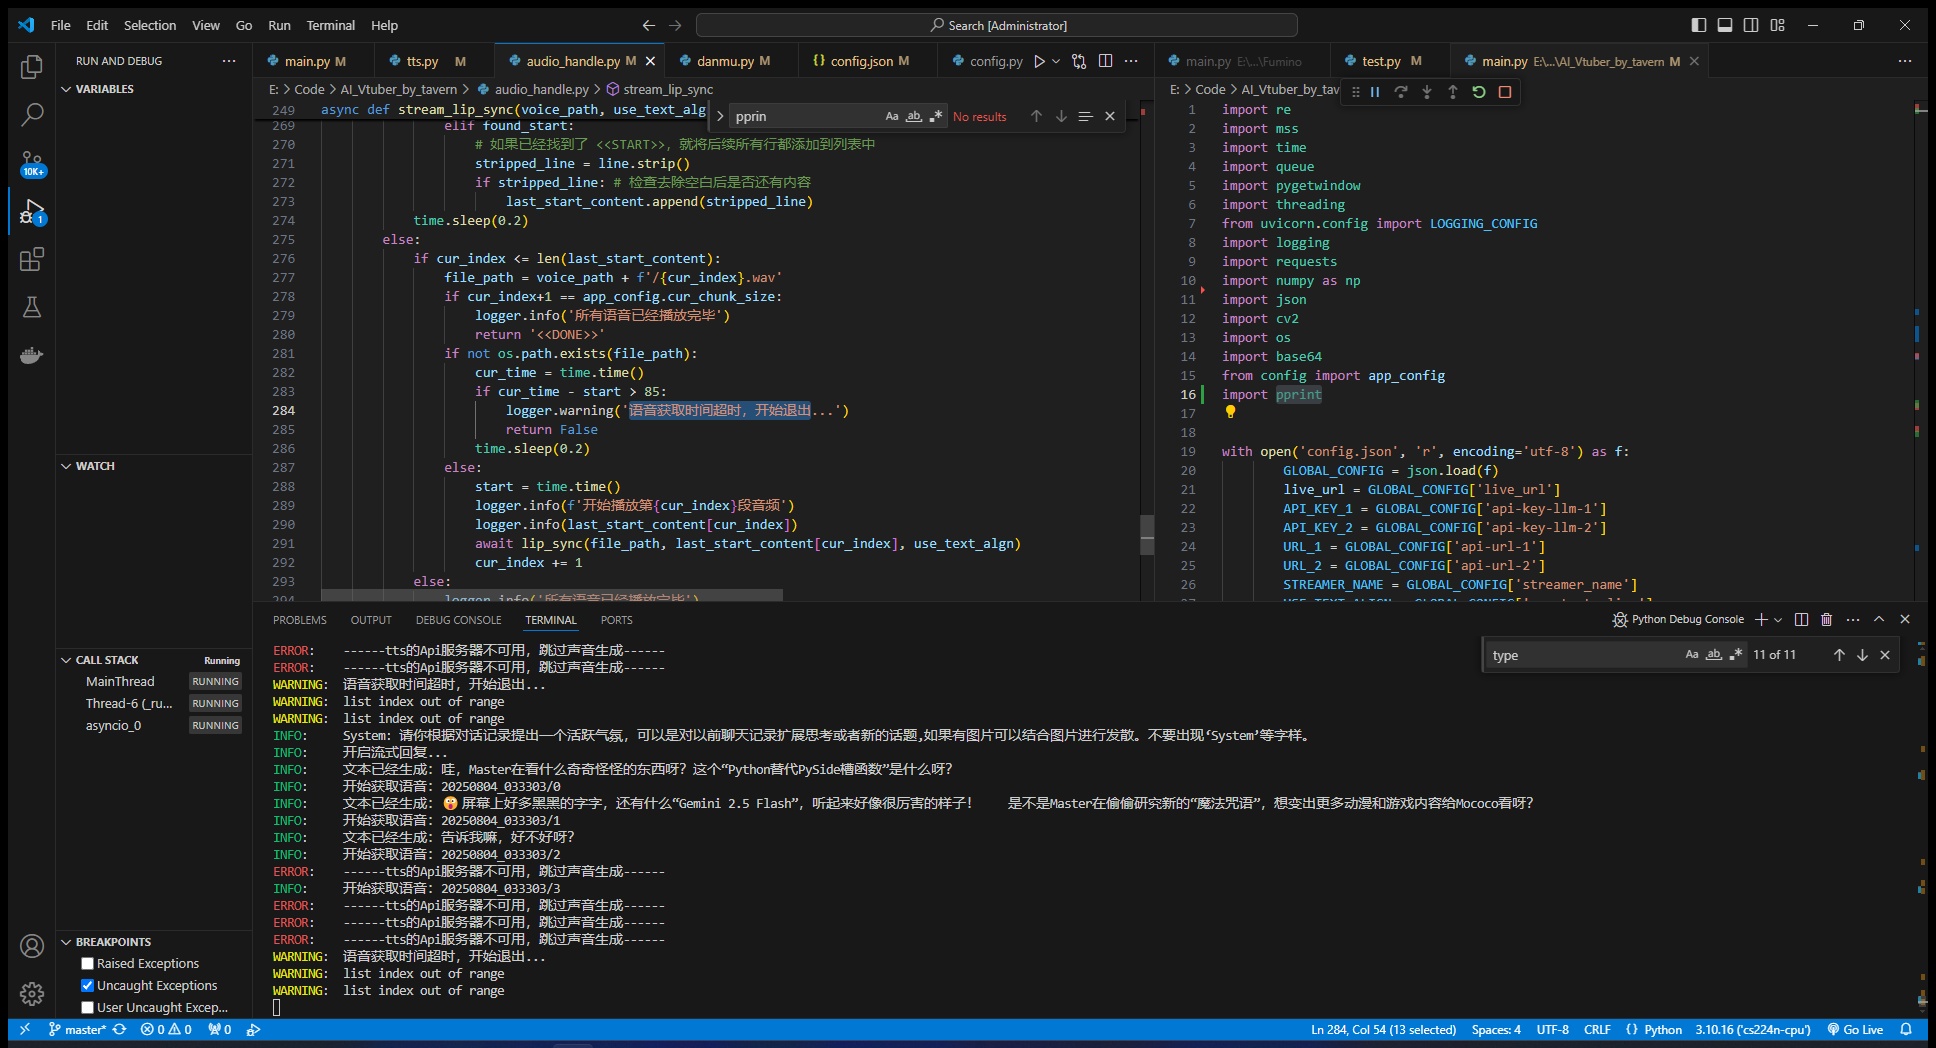 File Edit Selection View Go Run Terminal Help
Search [Administrator]
RUN AND DEBUG
VARIABLES
WATCH
CALL STACK Running
MainThread RUNNING
Thread-6 (_ru... RUNNING
asyncio_0 RUNNING
BREAKPOINTS
Raised Exceptions
Uncaught Exceptions
User Uncaught Excep...
10K+
1
main.py M tts.py M audio_handle.py M danmu.py M config.json M config.py
E: > Code > AI_Vtuber_by_tavern > audio_handle.py > stream_lip_sync
pprin Aa ab No results
249 async def stream_lip_sync(voice_path, use_text_alg
269 elif found_start:
270 # 如果已经找到了 <<START>>，就将后续所有行都添加到列表中
271 stripped_line = line.strip()
272 if stripped_line: # 检查去除空白后是否还有内容
273 last_start_content.append(stripped_line)
274 time.sleep(0.2)
275 else:
276 if cur_index <= len(last_start_content):
277 file_path = voice_path + f'/{cur_index}.wav'
278 if cur_index+1 == app_config.cur_chunk_size:
279 logger.info('所有语音已经播放完毕')
280 return '<<DONE>>'
281 if not os.path.exists(file_path):
282 cur_time = time.time()
283 if cur_time - start > 85:
284 logger.warning('语音获取时间超时，开始退出...')
285 return False
286 time.sleep(0.2)
287 else:
288 start = time.time()
289 logger.info(f'开始播放第{cur_index}段音频')
290 logger.info(last_start_content[cur_index])
291 await lip_sync(file_path, last_start_content[cur_index], use_text_algn)
292 cur_index += 1
293 else:
294 logger.info('所有语音已经播放完毕')
main.py E:\...\Fumino test.py M main.py E:\...\AI_Vtuber_by_tavern M
E: > Code > AI_Vtuber_by_tav
1 import re
2 import mss
3 import time
4 import queue
5 import pygetwindow
6 import threading
7 from uvicorn.config import LOGGING_CONFIG
8 import logging
9 import requests
10 import numpy as np
11 import json
12 import cv2
13 import os
14 import base64
15 from config import app_config
16 import pprint
17
18
19 with open('config.json', 'r', encoding='utf-8') as f:
20 GLOBAL_CONFIG = json.load(f)
21 live_url = GLOBAL_CONFIG['live_url']
22 API_KEY_1 = GLOBAL_CONFIG['api-key-llm-1']
23 API_KEY_2 = GLOBAL_CONFIG['api-key-llm-2']
24 URL_1 = GLOBAL_CONFIG['api-url-1']
25 URL_2 = GLOBAL_CONFIG['api-url-2']
26 STREAMER_NAME = GLOBAL_CONFIG['streamer_name']
PROBLEMS OUTPUT DEBUG CONSOLE TERMINAL PORTS
Python Debug Console
type Aa ab 11 of 11
ERROR: ------tts的Api服务器不可用，跳过声音生成------
ERROR: ------tts的Api服务器不可用，跳过声音生成------
WARNING: 语音获取时间超时，开始退出...
WARNING: list index out of range
WARNING: list index out of range
INFO: System: 请你根据对话记录提出一个活跃气氛，可以是对以前聊天记录扩展思考或者新的话题,如果有图片可以结合图片进行发散。不要出现‘System’等字样。
INFO: 开启流式回复...
INFO: 文本已经生成: 哇，Master在看什么奇奇怪怪的东西呀？这个“Python替代PySide槽函数”是什么呀？
INFO: 开始获取语音: 20250804_033303/0
INFO: 文本已经生成: 😲屏幕上好多黑黑的字字，还有什么“Gemini 2.5 Flash”，听起来好像很厉害的样子！ 是不是Master在偷偷研究新的“魔法咒语”，想变出更多动漫和游戏内容给Mococo看呀？
INFO: 开始获取语音: 20250804_033303/1
INFO: 文本已经生成: 告诉我嘛，好不好呀？
INFO: 开始获取语音: 20250804_033303/2
ERROR: ------tts的Api服务器不可用，跳过声音生成------
INFO: 开始获取语音: 20250804_033303/3
ERROR: ------tts的Api服务器不可用，跳过声音生成------
ERROR: ------tts的Api服务器不可用，跳过声音生成------
ERROR: ------tts的Api服务器不可用，跳过声音生成------
WARNING: 语音获取时间超时，开始退出...
WARNING: list index out of range
WARNING: list index out of range
master* 0 0 0 Ln 284, Col 54 (13 selected) Spaces: 4 UTF-8 CRLF {} Python 3.10.16 ('cs224n-cpu') Go Live